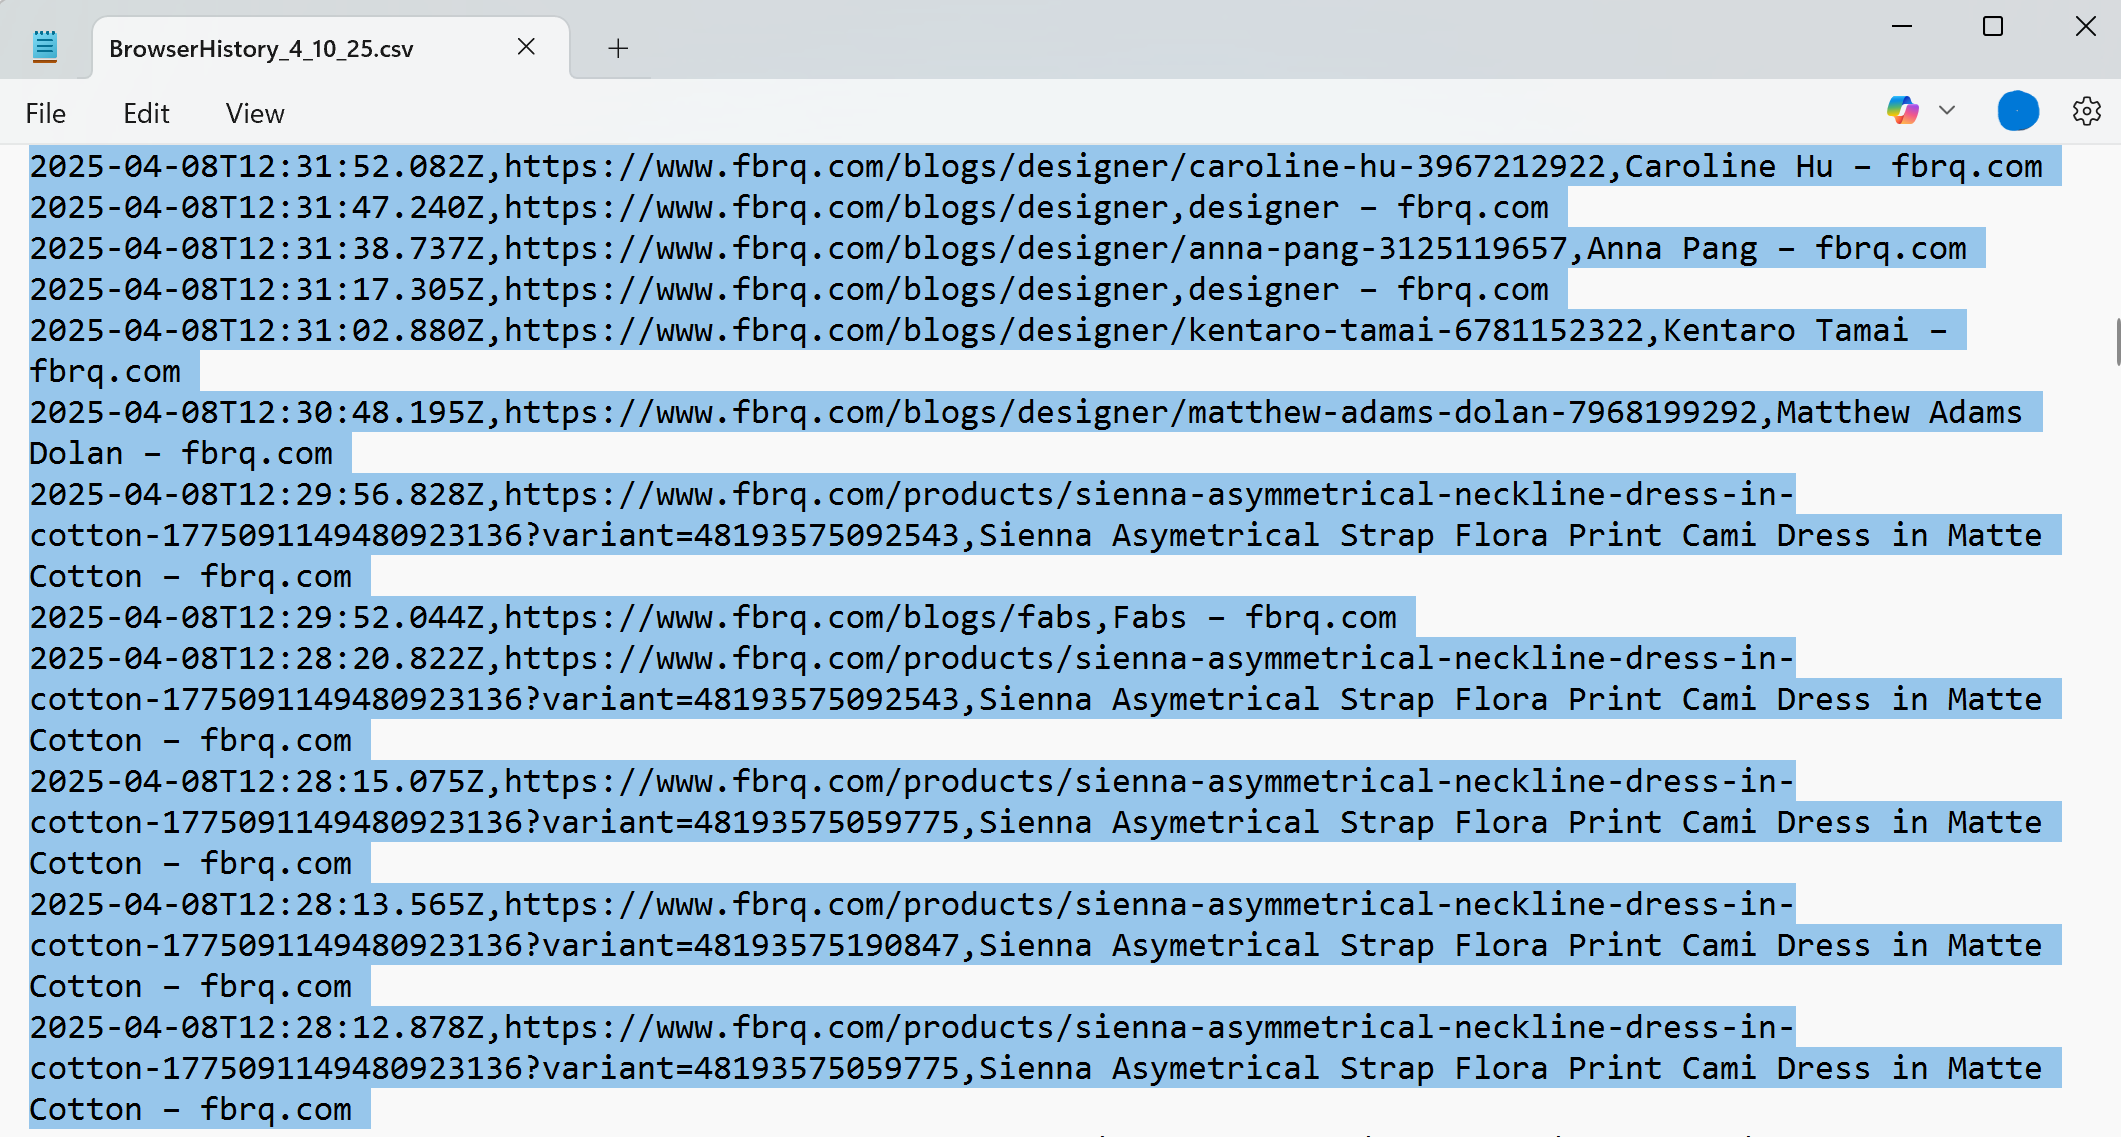 BrowserHistory_4_10_25.csv
File Edit View
2025-04-08T12:31:52.082Z,https://www.fbrq.com/blogs/designer/caroline-hu-3967212922,Caroline Hu – fbrq.com
2025-04-08T12:31:47.240Z,https://www.fbrq.com/blogs/designer,designer – fbrq.com
2025-04-08T12:31:38.737Z,https://www.fbrq.com/blogs/designer/anna-pang-3125119657,Anna Pang – fbrq.com
2025-04-08T12:31:17.305Z,https://www.fbrq.com/blogs/designer,designer – fbrq.com
2025-04-08T12:31:02.880Z,https://www.fbrq.com/blogs/designer/kentaro-tamai-6781152322,Kentaro Tamai –
fbrq.com
2025-04-08T12:30:48.195Z,https://www.fbrq.com/blogs/designer/matthew-adams-dolan-7968199292,Matthew Adams
Dolan – fbrq.com
2025-04-08T12:29:56.828Z,https://www.fbrq.com/products/sienna-asymmetrical-neckline-dress-in-
cotton-1775091149480923136?variant=48193575092543,Sienna Asymetrical Strap Flora Print Cami Dress in Matte
Cotton – fbrq.com
2025-04-08T12:29:52.044Z,https://www.fbrq.com/blogs/fabs,Fabs – fbrq.com
2025-04-08T12:28:20.822Z,https://www.fbrq.com/products/sienna-asymmetrical-neckline-dress-in-
cotton-1775091149480923136?variant=48193575092543,Sienna Asymetrical Strap Flora Print Cami Dress in Matte
Cotton – fbrq.com
2025-04-08T12:28:15.075Z,https://www.fbrq.com/products/sienna-asymmetrical-neckline-dress-in-
cotton-1775091149480923136?variant=48193575059775,Sienna Asymetrical Strap Flora Print Cami Dress in Matte
Cotton – fbrq.com
2025-04-08T12:28:13.565Z,https://www.fbrq.com/products/sienna-asymmetrical-neckline-dress-in-
cotton-1775091149480923136?variant=48193575190847,Sienna Asymetrical Strap Flora Print Cami Dress in Matte
Cotton – fbrq.com
2025-04-08T12:28:12.878Z,https://www.fbrq.com/products/sienna-asymmetrical-neckline-dress-in-
cotton-1775091149480923136?variant=48193575059775,Sienna Asymetrical Strap Flora Print Cami Dress in Matte
Cotton – fbrq.com